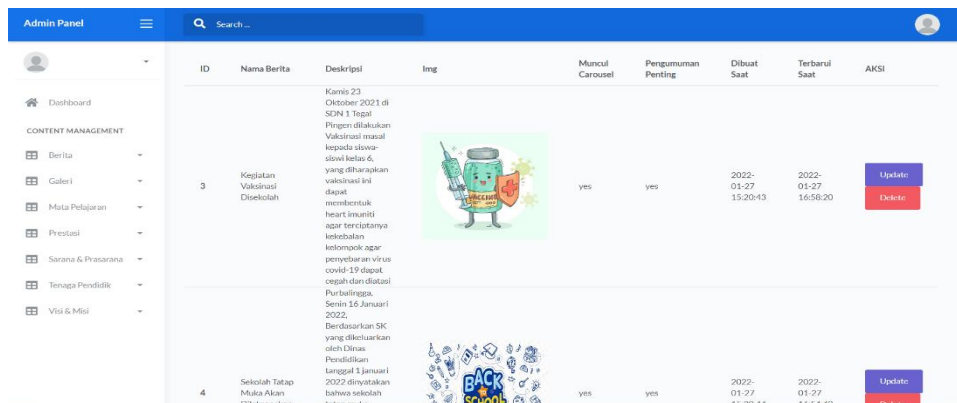 Admin Panel
Search ...
Dashboard
CONTENT MANAGEMENT
Berita
Galeri
Mata Pelajaran
Prestasi
Sarana & Prasarana
Tenaga Pendidik
Visi & Misi
ID Nama Berita Deskripsi Img Muncul Carousel Pengumuman Penting Dibuat Saat Terbarui Saat AKSI
3
Kegiatan
Vaksinasi
Disekolah
Kamis 23
Oktober 2021 di
SDN 1 Tegal
Pingen dilakukan
Vaksinasi masal
kepada siswa-
siswi kelas 6,
yang diharapkan
vaksinasi ini
dapat
membentuk
heart imuniti
agar terciptanya
kekebalan
kelompok agar
penyebaran virus
covid-19 dapat
cegah dan diatasi
VACCINE
yes
yes
2022-
01-27
15:20:43
2022-
01-27
16:58:20
Update
Delete
4
Sekolah Tatap
Muka Akan
Purbalingga,
Senin 16 Januari
2022,
Berdasarkan SK
yang dikeluarkan
oleh Dinas
Pendidikan
tanggal 1 januari
2022 dinyatakan
bahwa sekolah
BACK
TO
SCHOOL
yes
yes
2022-
01-27
2022-
01-27
Update
Delete